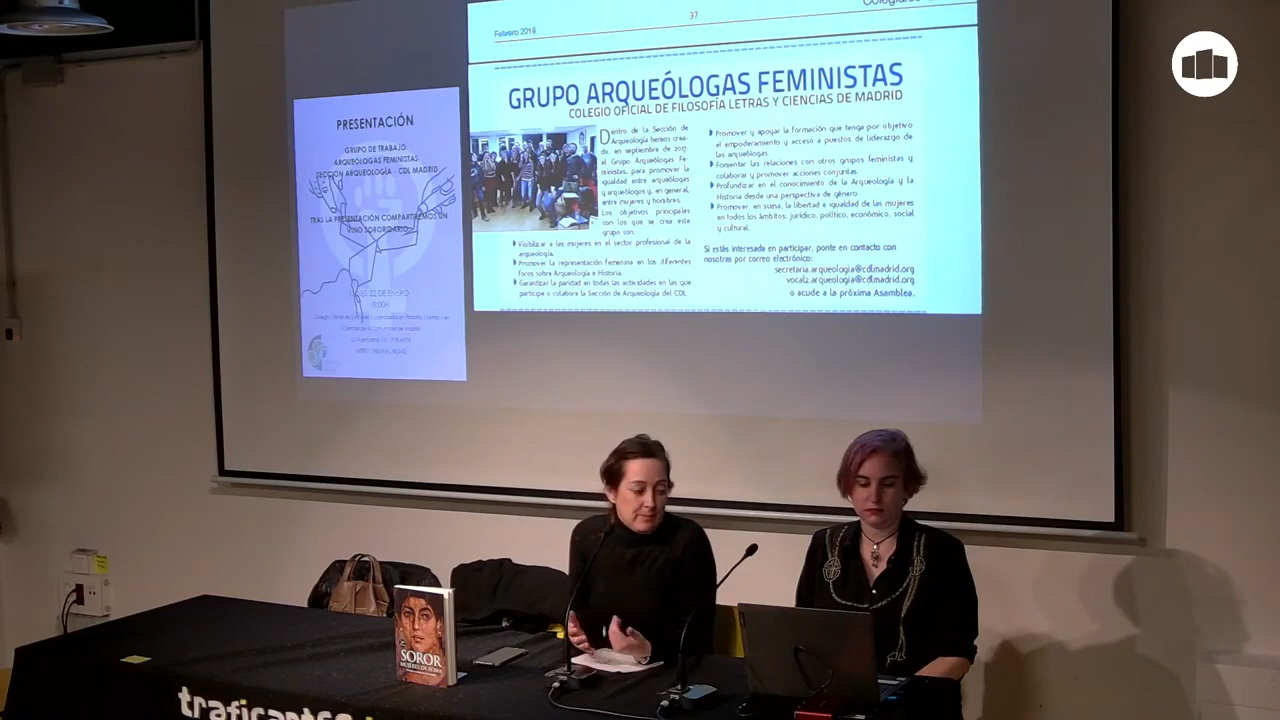 PRESENTACIÓN
GRUPO DE TRABAJO
ARQUEÓLOGAS FEMINISTAS
SECCIÓN ARQUEOLOGÍA - CDL MADRID
TRAS LA PRESENTACIÓN COMPARTIREMOS UN
VINO SORORIDARIO
22 DE ENERO
Febrero 2018
37
GRUPO ARQUEÓLOGAS FEMINISTAS
COLEGIO OFICIAL DE FILOSOFÍA LETRAS Y CIENCIAS DE MADRID
Dentro de la Sección de
Arqueología hemos crea-
do, en septiembre de 2017,
el Grupo Arqueólogas Fe-
ministas, para promover la
igualdad entre arqueólogas
y arqueólogos y, en general,
entre mujeres y hombres.
Los objetivos principales
con los que se crea este
grupo son:
Visibilizar a las mujeres en el sector profesional de la
arqueología.
Promover la representación femenina en los diferentes
foros sobre Arqueología e Historia.
Garantizar la paridad en todas las actividades en las que
participe o colabore la Sección de Arqueología del CDL.
Promover y apoyar la formación que tenga por objetivo
el empoderamiento y acceso a puestos de liderazgo de
las arqueólogas.
Fomentar las relaciones con otros grupos feministas y
colaborar y promover acciones conjuntas.
Profundizar en el conocimiento de la Arqueología y la
Historia desde una perspectiva de género.
Promover, en suma, la libertad e igualdad de las mujeres
en todos los ámbitos: jurídico, político, económico, social
y cultural.
Si estás interesada en participar, ponte en contacto con
nosotras por correo electrónico:
secretaria.arqueologia@cdlmadrid.org
vocal2.arqueologia@cdlmadrid.org
o acude a la próxima Asamblea.
SOROR
MUJERES EN ROMA